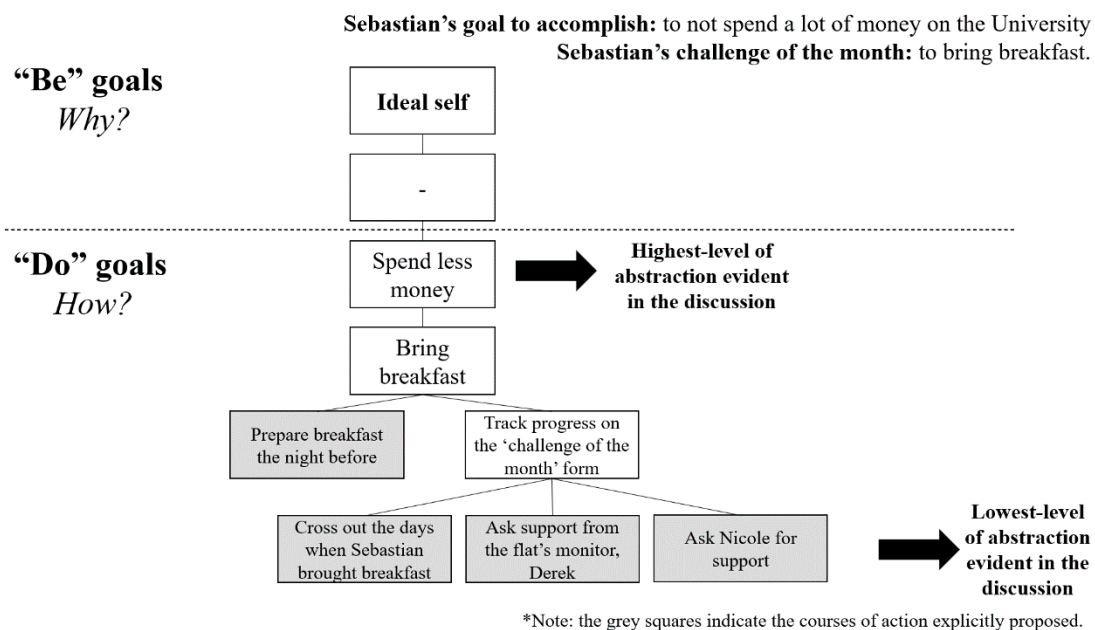 Sebastian's goal to accomplish: to not spend a lot of money on the University
Sebastian's challenge of the month: to bring breakfast.
“Be” goals
Why?
Ideal self
-
“Do” goals
How?
Spend less
money
Highest-level of
abstraction evident
in the discussion
Bring
breakfast
Prepare breakfast
the night before
Track progress on
the ‘challenge of the
month’ form
Cross out the days
when Sebastian
brought breakfast
Ask support from
the flat’s monitor,
Derek
Ask Nicole for
support
Lowest-level
of abstraction
evident in the
discussion
*Note: the grey squares indicate the courses of action explicitly proposed.